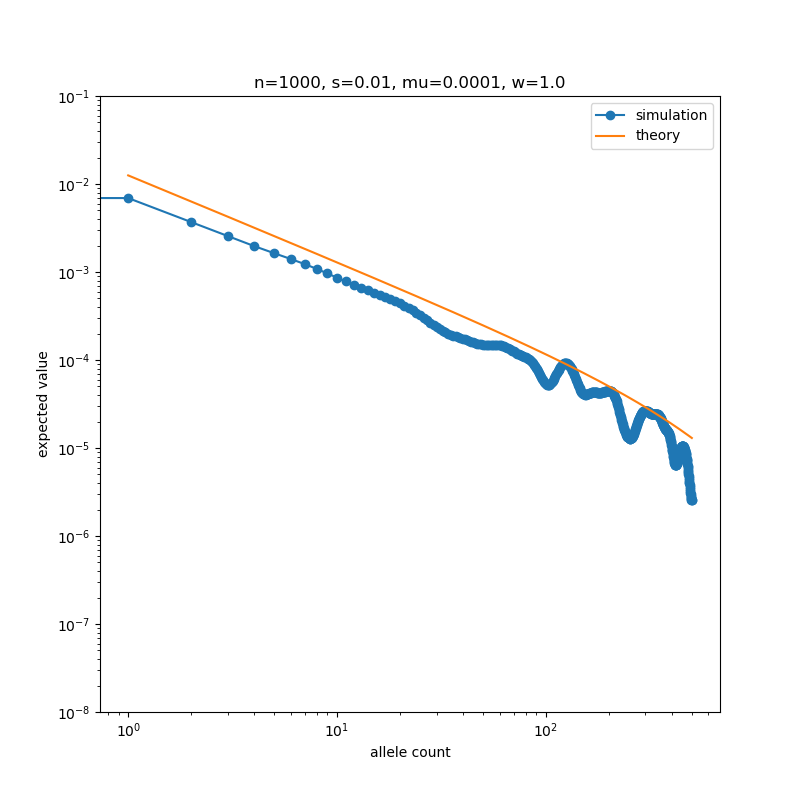 n=1000, s=0.01, mu=0.0001, w=1.0
simulation
theory
10⁻¹
10⁻²
10⁻³
10⁻⁴
10⁻⁵
10⁻⁶
10⁻⁷
10⁻⁸
expected value
10⁰ 10¹ 10²
allele count